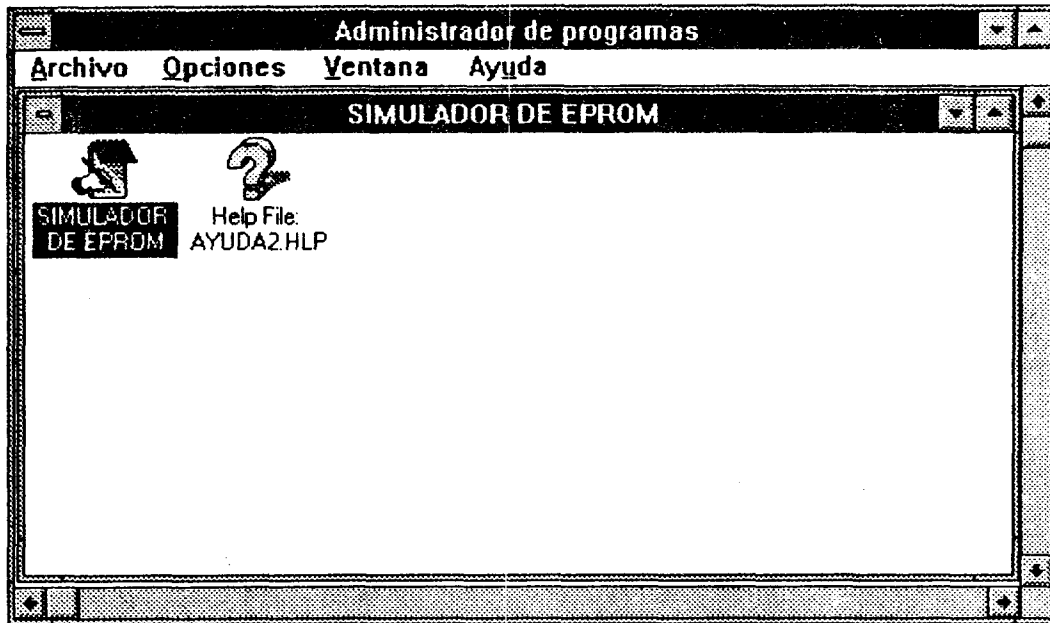 Administrador de programas
Archivo Opciones Ventana Ayuda
SIMULADOR DE EPROM
SIMULADOR
DE EPROM
Help File:
AYUDA2.HLP